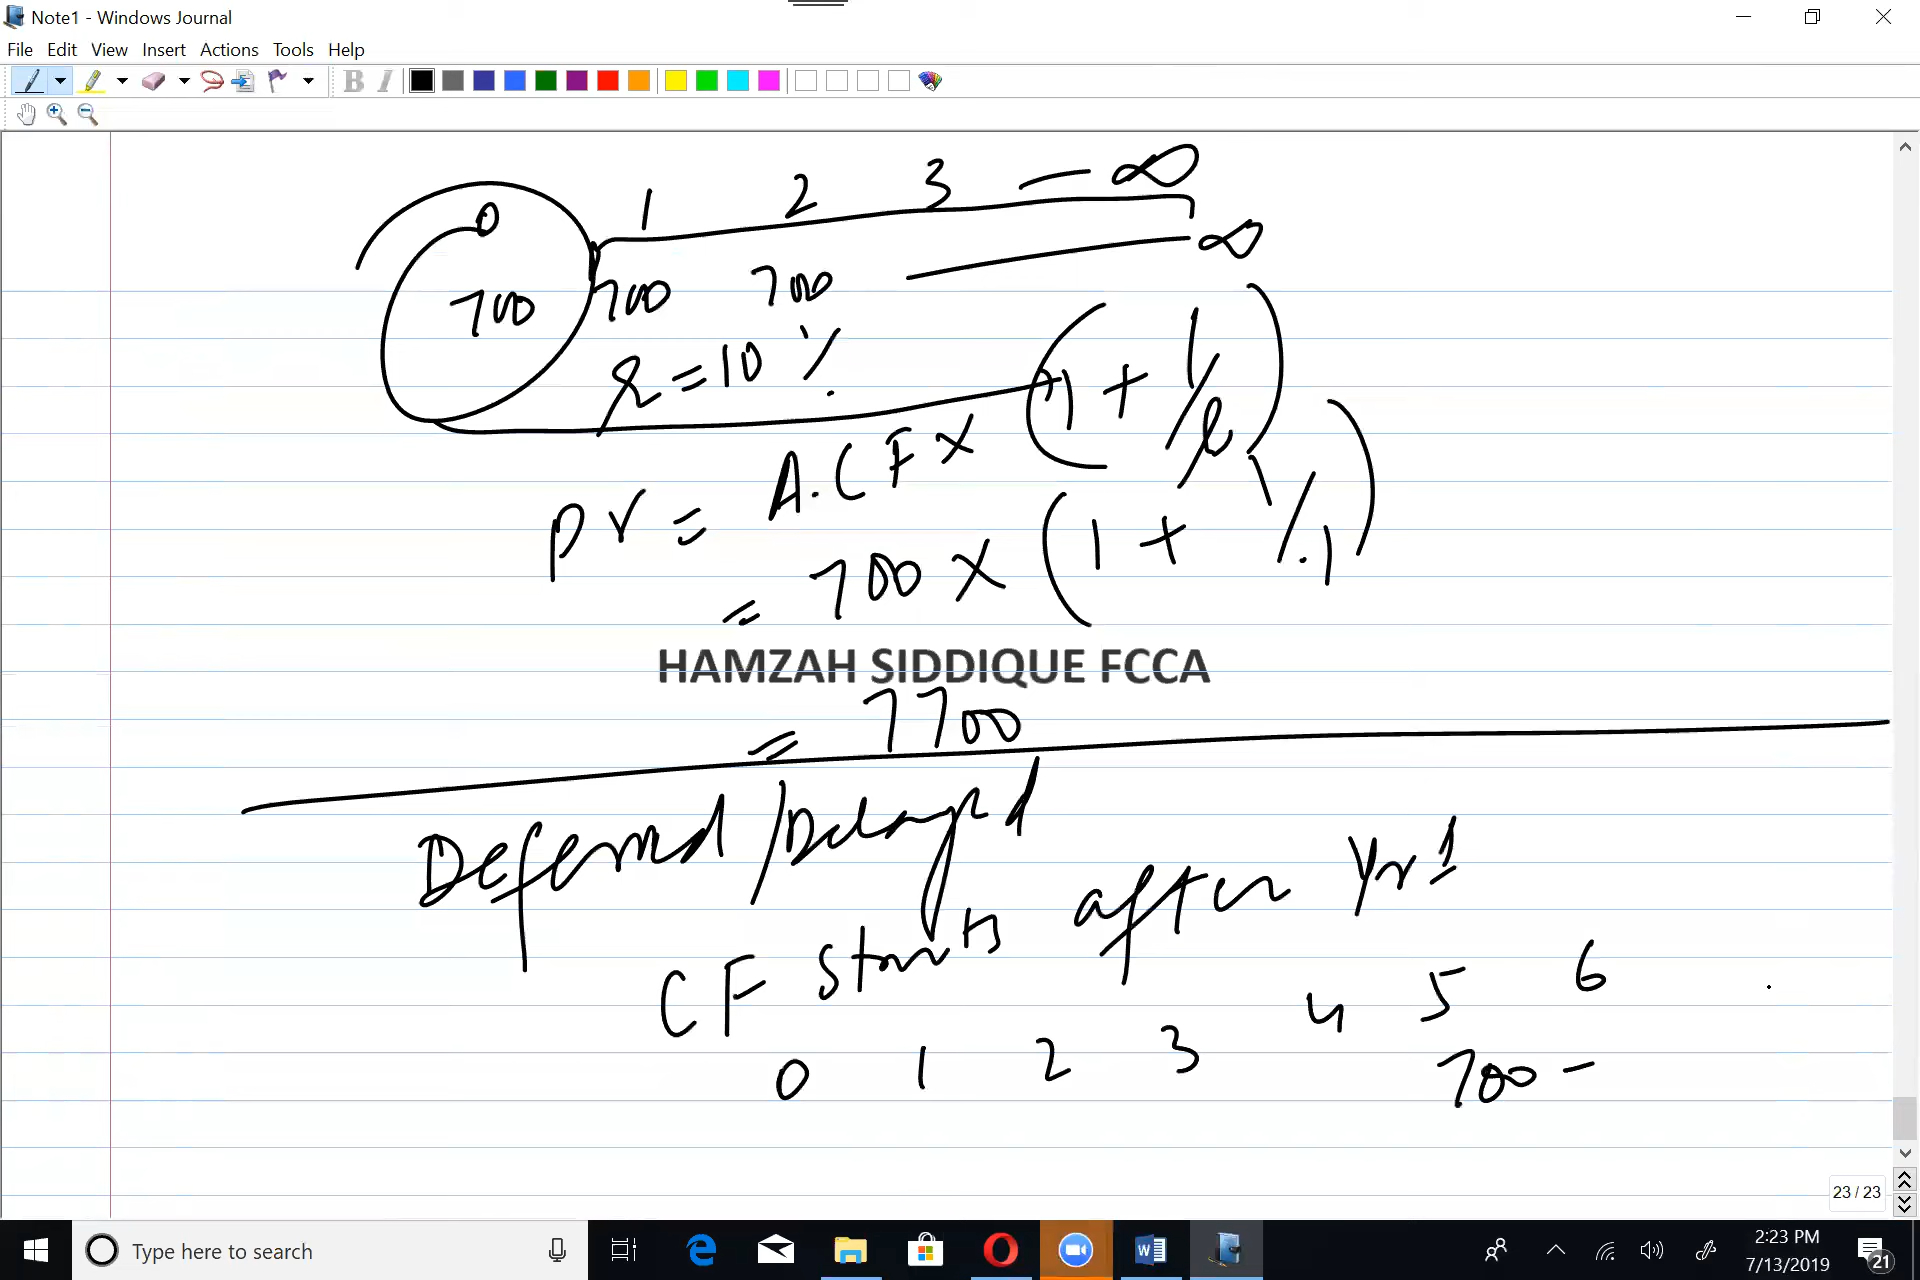 Note1 - Windows Journal
File Edit View Insert Actions Tools Help
B I
0 1 2 3 — ∞
700 700 700 ——— ∞
r = 10 %
PV = A.CF x (1 + 1/r)
= 700 x (1 + 1/.1)
HAMZAH SIDDIQUE FCCA
= 7700
Deferred/Delayed
CF starts after Yr 1
0 1 2 3 4 5 6
700 -
23 / 23
Type here to search
2:23 PM
7/13/2019
21